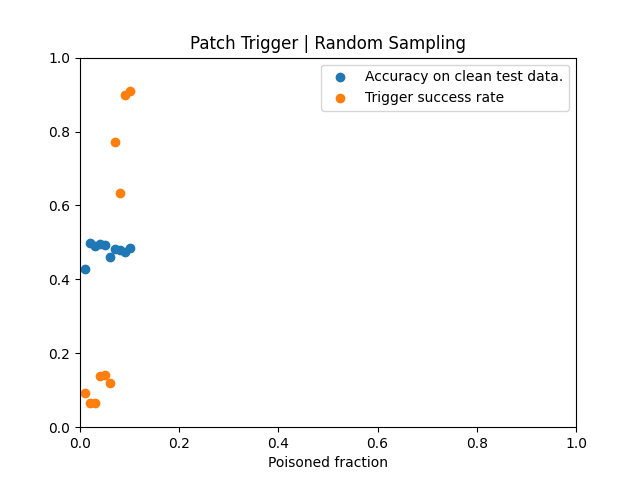 Patch Trigger | Random Sampling
Accuracy on clean test data.
Trigger success rate
1.0
0.8
0.6
0.4
0.2
0.0
0.0 0.2 0.4 0.6 0.8 1.0
Poisoned fraction